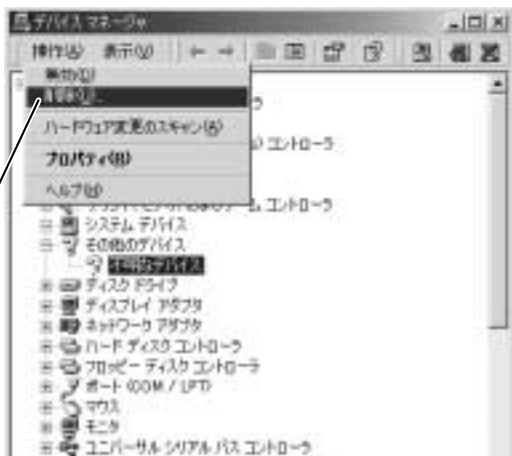 デバイス マネージャ
操作(A) 表示(V)
無効(D)
削除(U)...
ハードウェア変更のスキャン(A)
プロパティ(R)
ヘルプ(H)
コントローラ
コントローラ
システム デバイス
その他のデバイス
不明なデバイス
ディスク ドライブ
ディスプレイ アダプタ
ネットワーク アダプタ
ハード ディスク コントローラ
フロッピー ディスク コントローラ
ポート (COM / LPT)
マウス
モニタ
ユニバーサル シリアル バス コントローラ